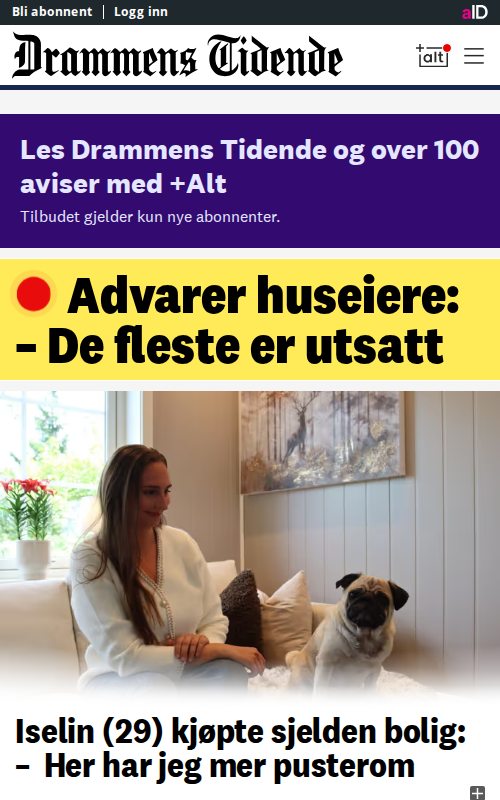 Bli abonnent | Logg inn
aID
Drammens Tidende
+alt
Les Drammens Tidende og over 100
aviser med +Alt
Tilbudet gjelder kun nye abonnenter.
Advarer huseiere:
– De fleste er utsatt
Iselin (29) kjøpte sjelden bolig:
– Her har jeg mer pusterom